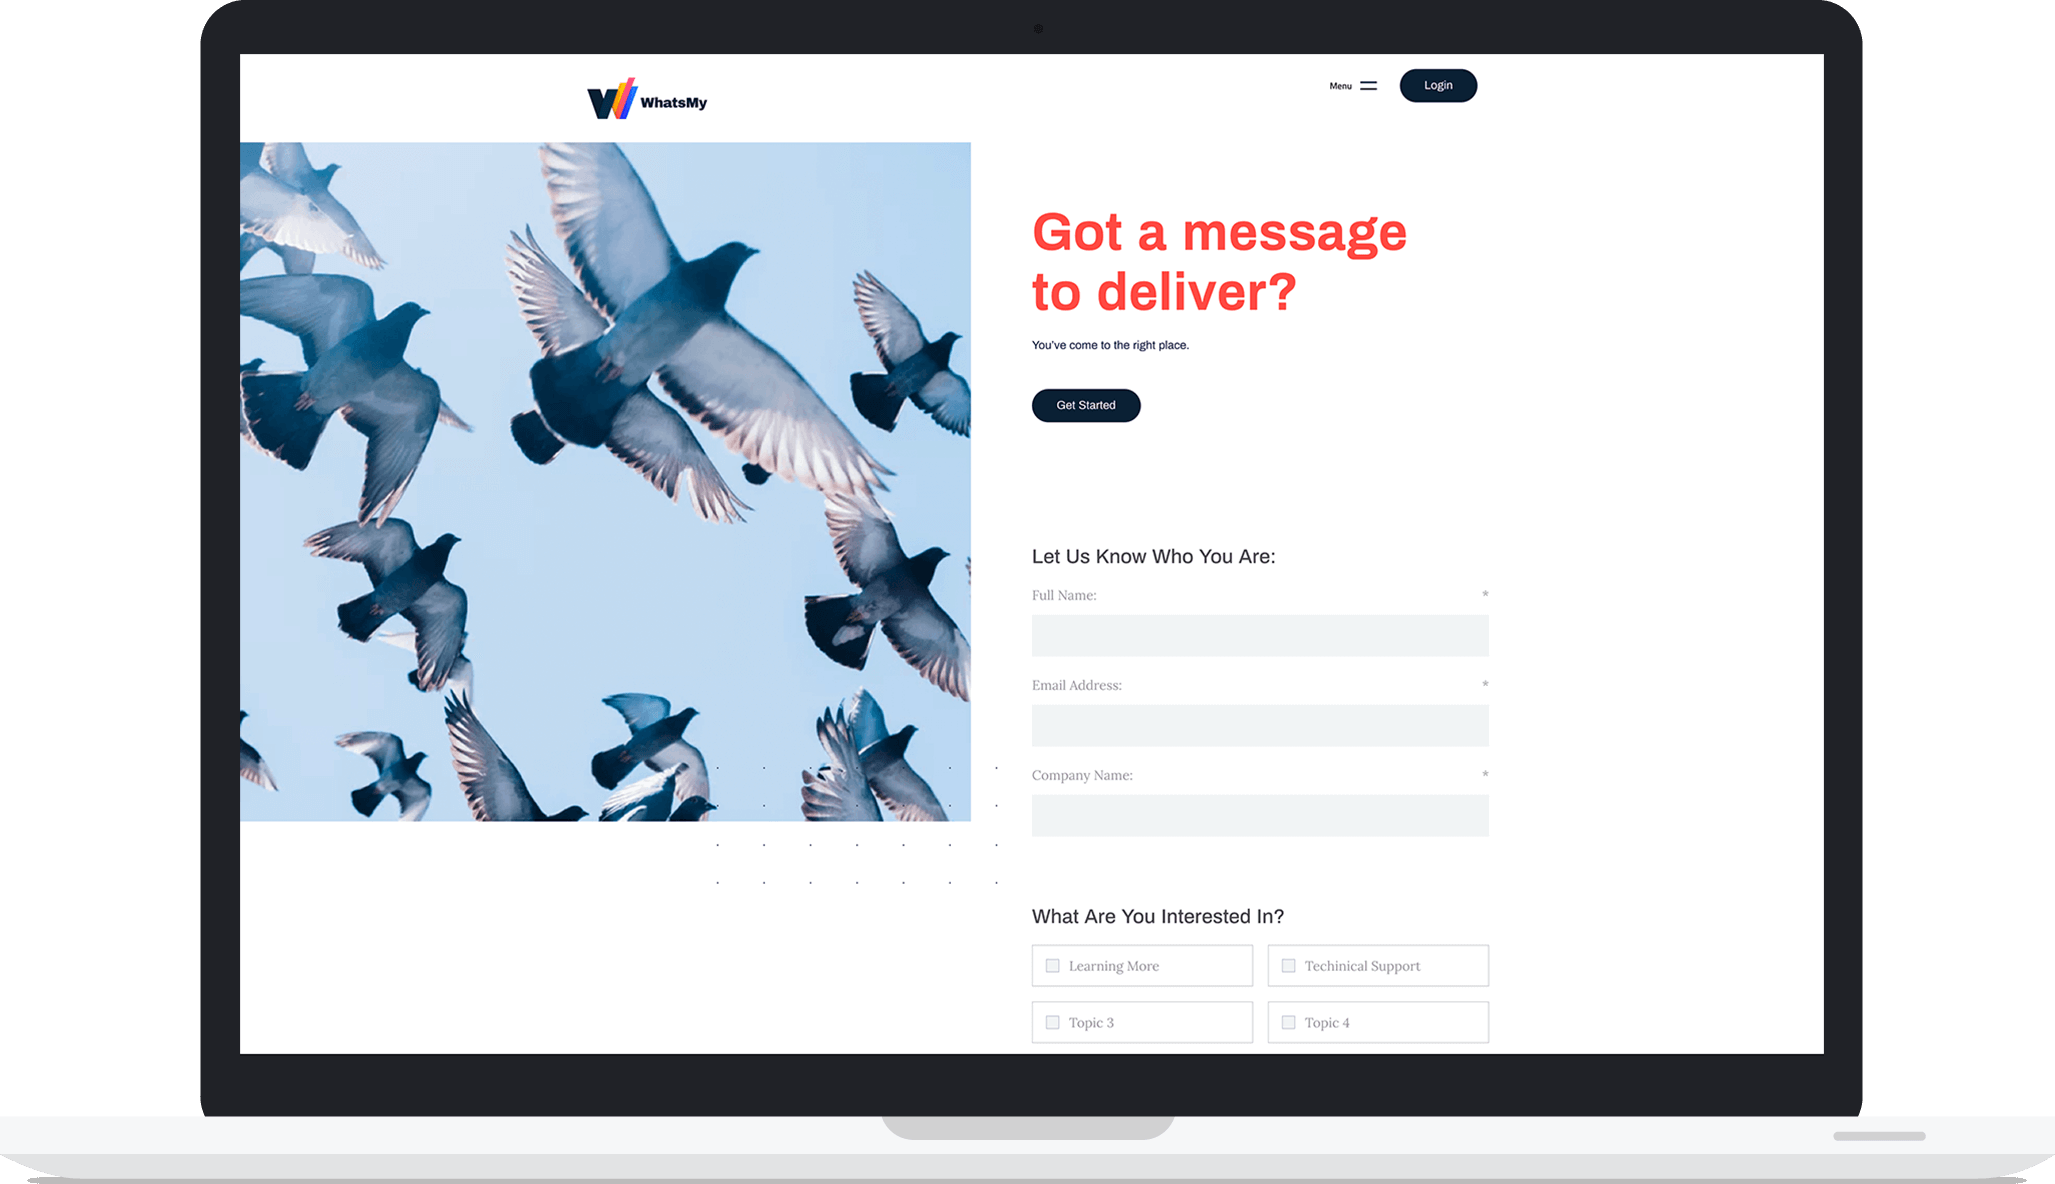 WhatsMy
Menu
Login
Got a message
to deliver?
You've come to the right place.
Get Started
Let Us Know Who You Are:
Full Name: *
Email Address: *
Company Name: *
What Are You Interested In?
Learning More
Techinical Support
Topic 3
Topic 4